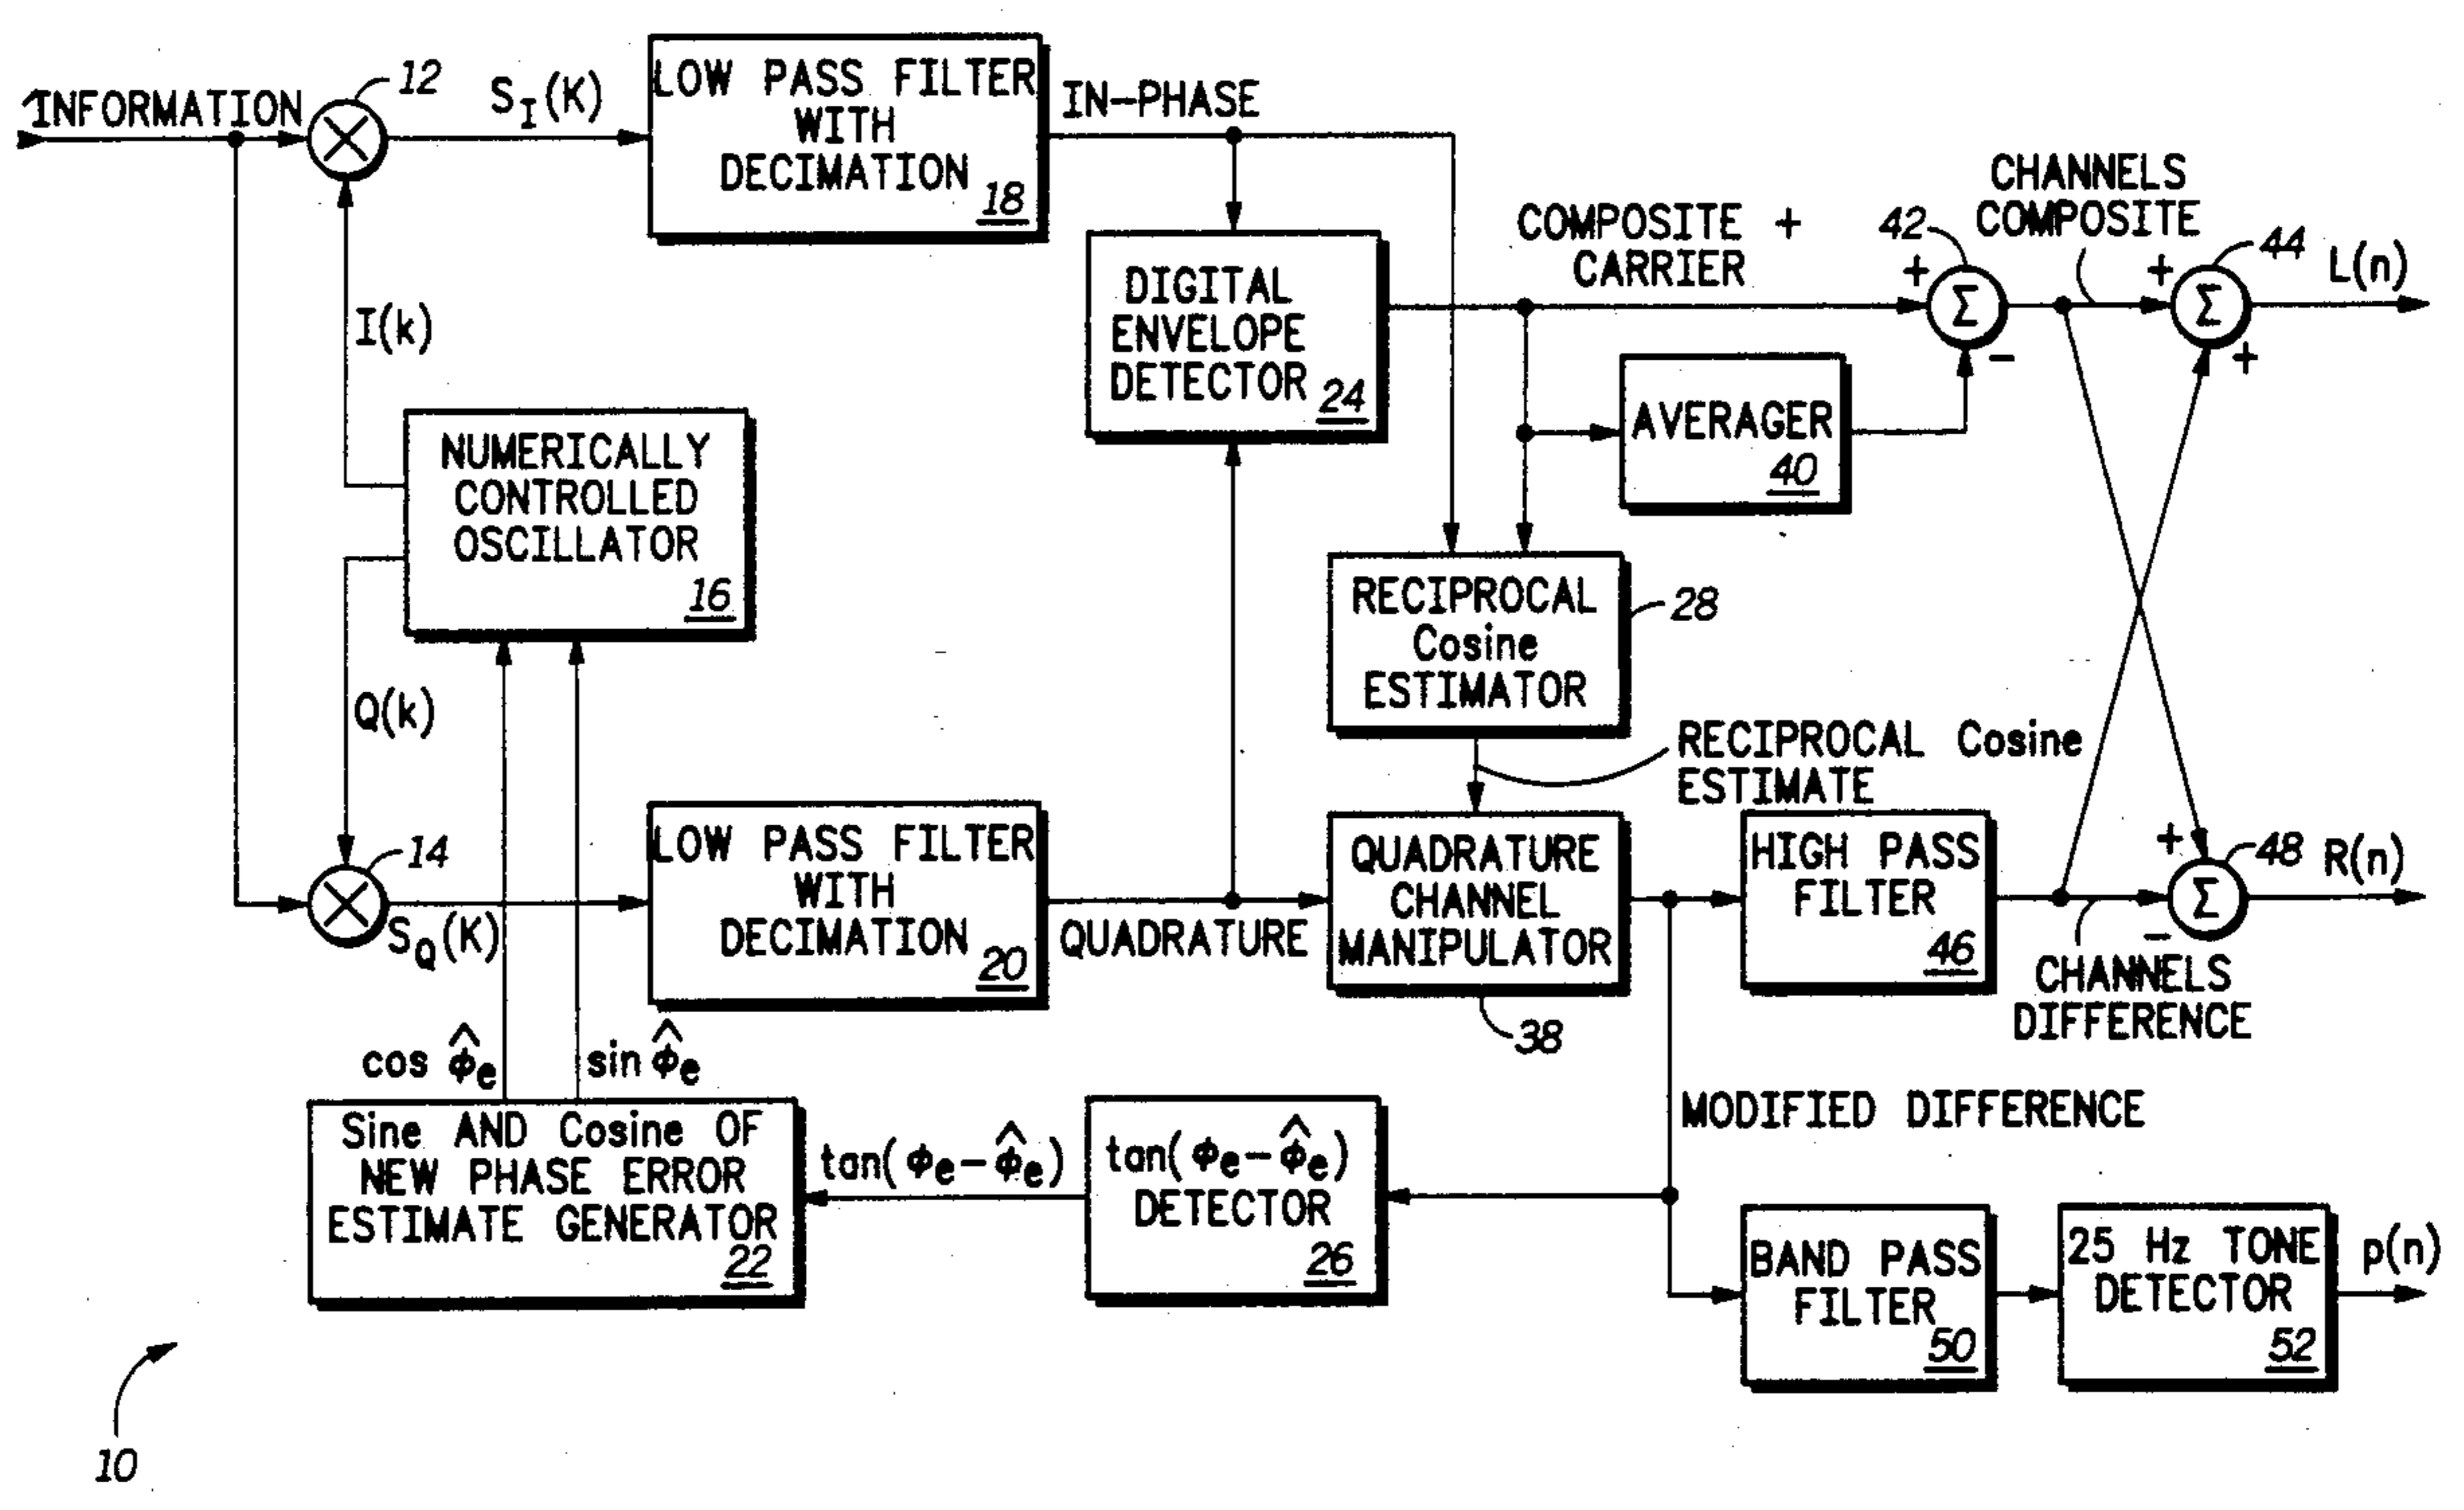 INFORMATION
12
S_I(K)
LOW PASS FILTER
WITH
DECIMATION
18
IN-PHASE
I(k)
NUMERICALLY
CONTROLLED
OSCILLATOR
16
Q(k)
14
S_Q(K)
LOW PASS FILTER
WITH
DECIMATION
20
QUADRATURE
DIGITAL
ENVELOPE
DETECTOR
24
COMPOSITE +
CARRIER
42
+
-
CHANNELS
COMPOSITE
Σ
44
+
+
Σ
L(n)
AVERAGER
40
RECIPROCAL
Cosine
ESTIMATOR
28
RECIPROCAL Cosine
ESTIMATE
QUADRATURE
CHANNEL
MANIPULATOR
38
HIGH PASS
FILTER
46
+
-
Σ
48
R(n)
CHANNELS
DIFFERENCE
MODIFIED DIFFERENCE
cos ϕ̂e
sin ϕ̂e
Sine AND Cosine OF
NEW PHASE ERROR
ESTIMATE GENERATOR
22
tan(ϕe-ϕ̂e)
tan(ϕe-ϕ̂e)
DETECTOR
26
BAND PASS
FILTER
50
25 Hz TONE
DETECTOR
52
p(n)
10